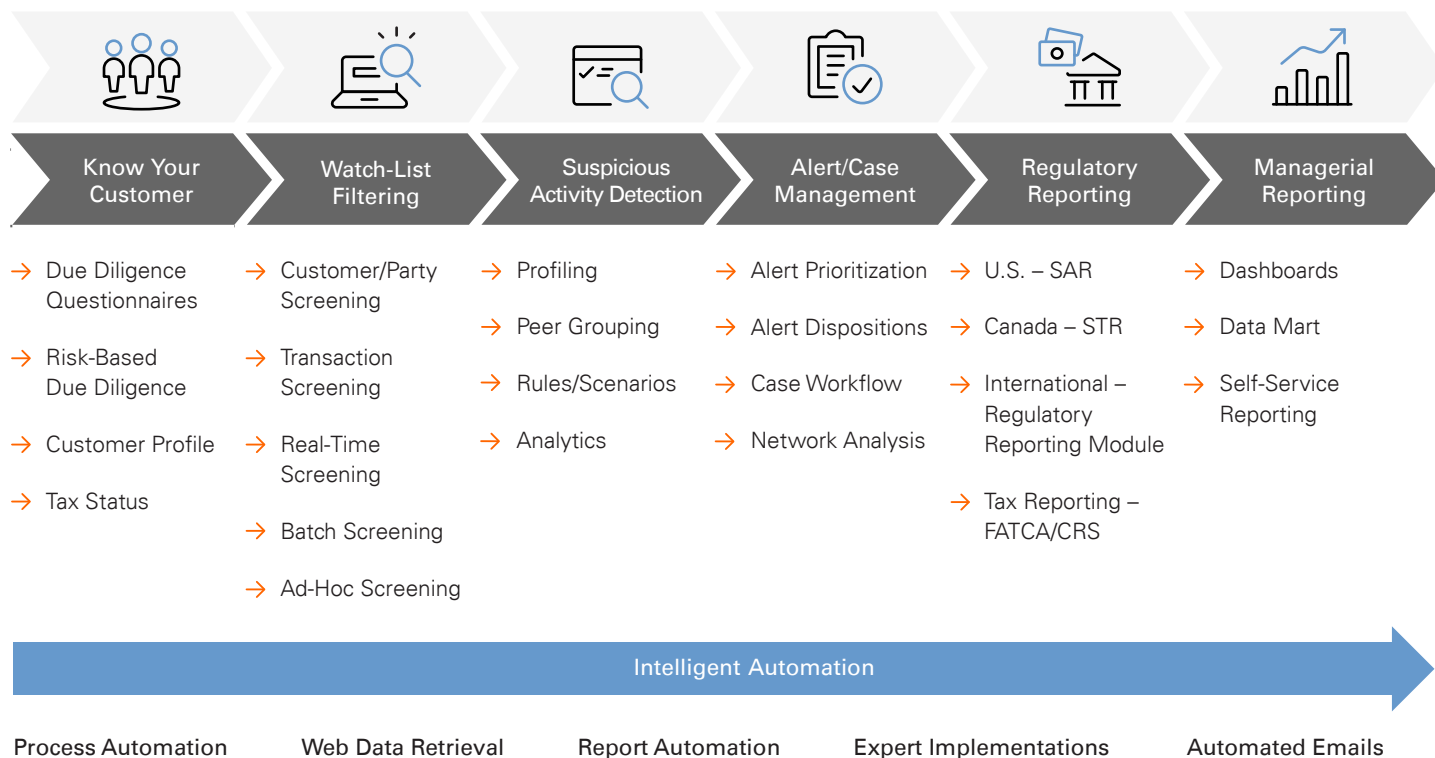 Know Your
Customer
Watch-List
Filtering
Suspicious
Activity Detection
Alert/Case
Management
Regulatory
Reporting
Managerial
Reporting
Due Diligence
Questionnaires
Risk-Based
Due Diligence
Customer Profile
Tax Status
Customer/Party
Screening
Transaction
Screening
Real-Time
Screening
Batch Screening
Ad-Hoc Screening
Profiling
Peer Grouping
Rules/Scenarios
Analytics
Alert Prioritization
Alert Dispositions
Case Workflow
Network Analysis
U.S. – SAR
Canada – STR
International –
Regulatory
Reporting Module
Tax Reporting –
FATCA/CRS
Dashboards
Data Mart
Self-Service
Reporting
Intelligent Automation
Process Automation
Web Data Retrieval
Report Automation
Expert Implementations
Automated Emails